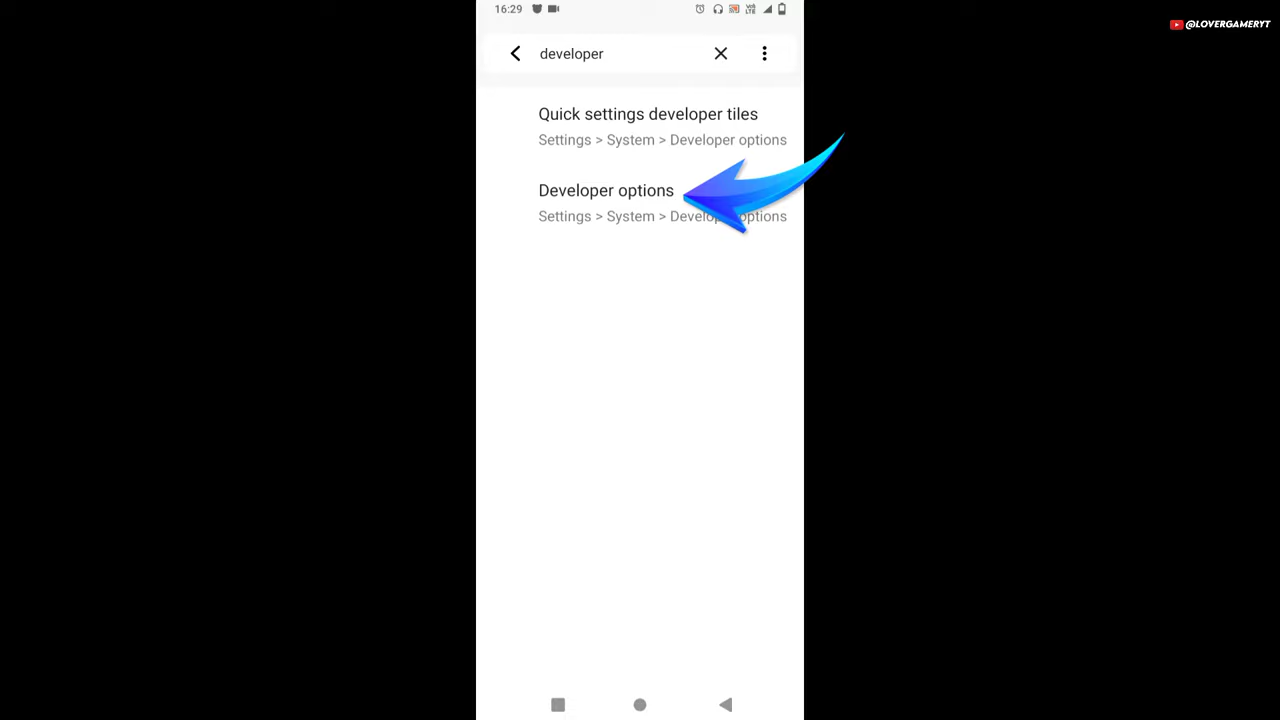 16:29
@LOVERGAMERYT
developer
Quick settings developer tiles
Settings > System > Developer options
Developer options
Settings > System > Develop options